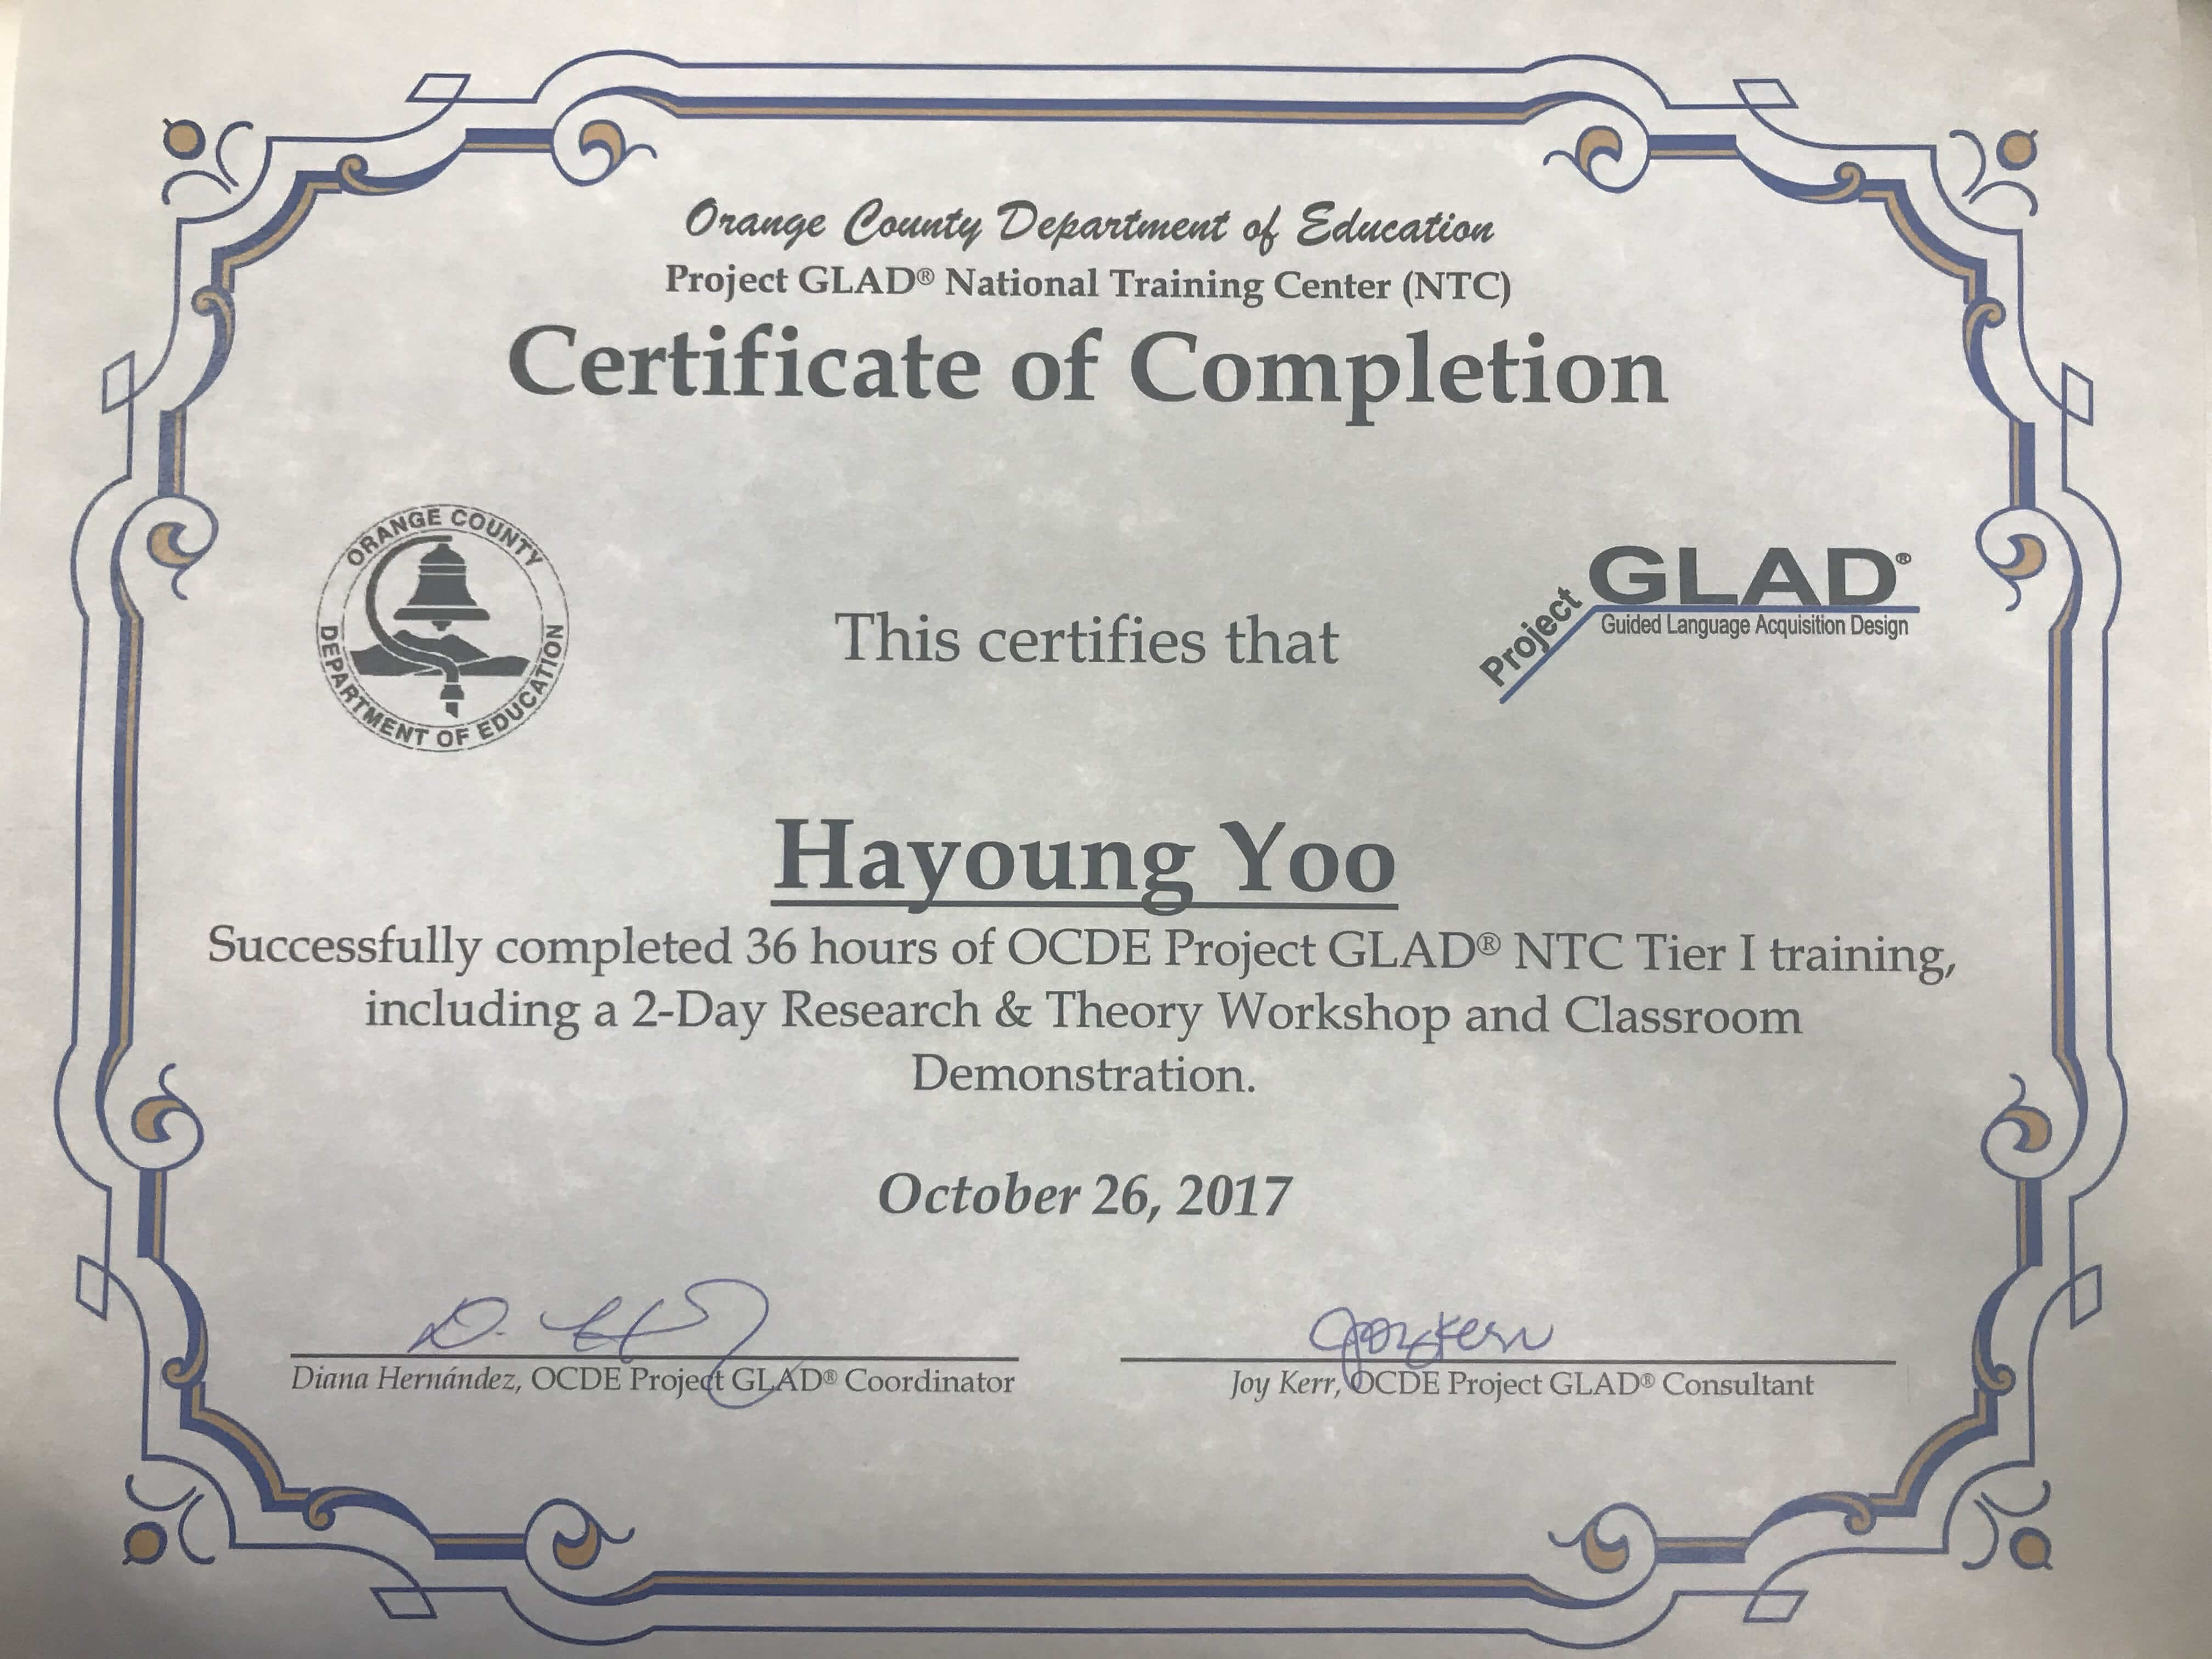 Orange County Department of Education
Project GLAD® National Training Center (NTC)
Certificate of Completion
ORANGE COUNTY
DEPARTMENT OF EDUCATION
This certifies that
Project GLAD®
Guided Language Acquisition Design
Hayoung Yoo
Successfully completed 36 hours of OCDE Project GLAD® NTC Tier I training,
including a 2-Day Research & Theory Workshop and Classroom
Demonstration.
October 26, 2017
Joy Kerr
Diana Hernández, OCDE Project GLAD® Coordinator
Joy Kerr, OCDE Project GLAD® Consultant